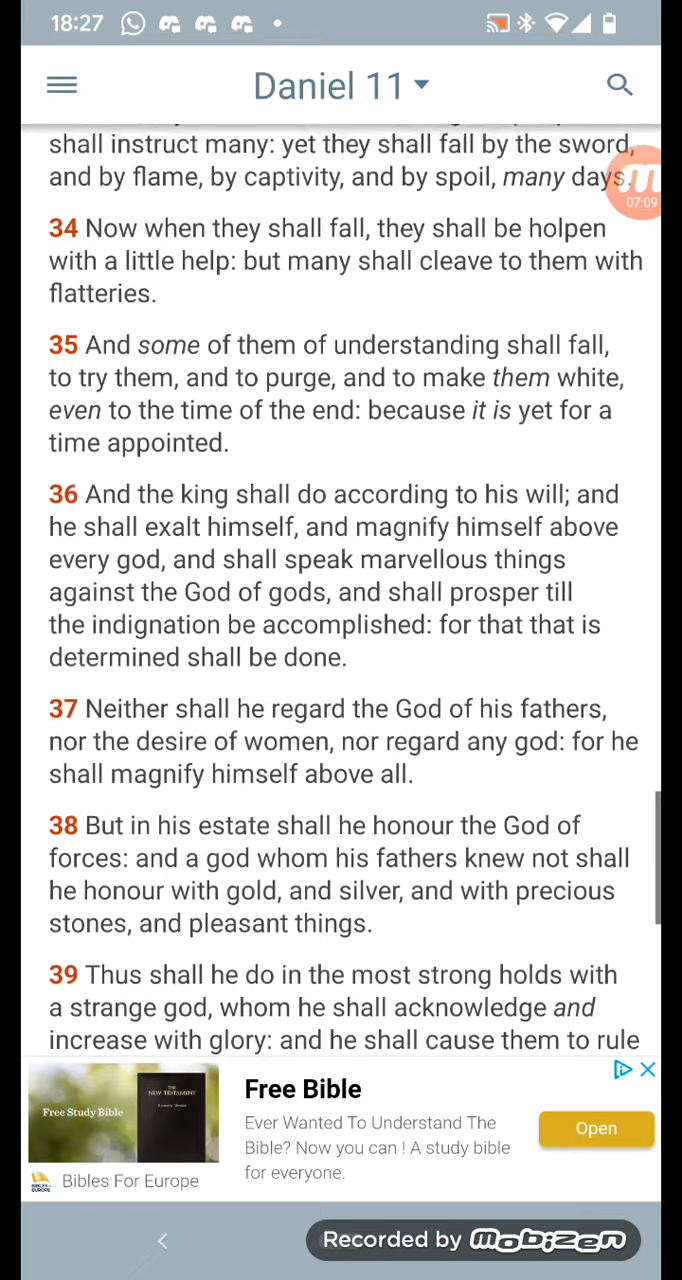 18:27
Daniel 11
shall instruct many: yet they shall fall by the sword,
and by flame, by captivity, and by spoil, many days.
07:09
34 Now when they shall fall, they shall be holpen
with a little help: but many shall cleave to them with
flatteries.
35 And some of them of understanding shall fall,
to try them, and to purge, and to make them white,
even to the time of the end: because it is yet for a
time appointed.
36 And the king shall do according to his will; and
he shall exalt himself, and magnify himself above
every god, and shall speak marvellous things
against the God of gods, and shall prosper till
the indignation be accomplished: for that that is
determined shall be done.
37 Neither shall he regard the God of his fathers,
nor the desire of women, nor regard any god: for he
shall magnify himself above all.
38 But in his estate shall he honour the God of
forces: and a god whom his fathers knew not shall
he honour with gold, and silver, and with precious
stones, and pleasant things.
39 Thus shall he do in the most strong holds with
a strange god, whom he shall acknowledge and
increase with glory: and he shall cause them to rule
Free Study Bible
THE
NEW TESTAMENT
Free Bible
Ever Wanted To Understand The
Bible? Now you can ! A study bible
for everyone.
Open
Bibles For Europe
Recorded by mobizen